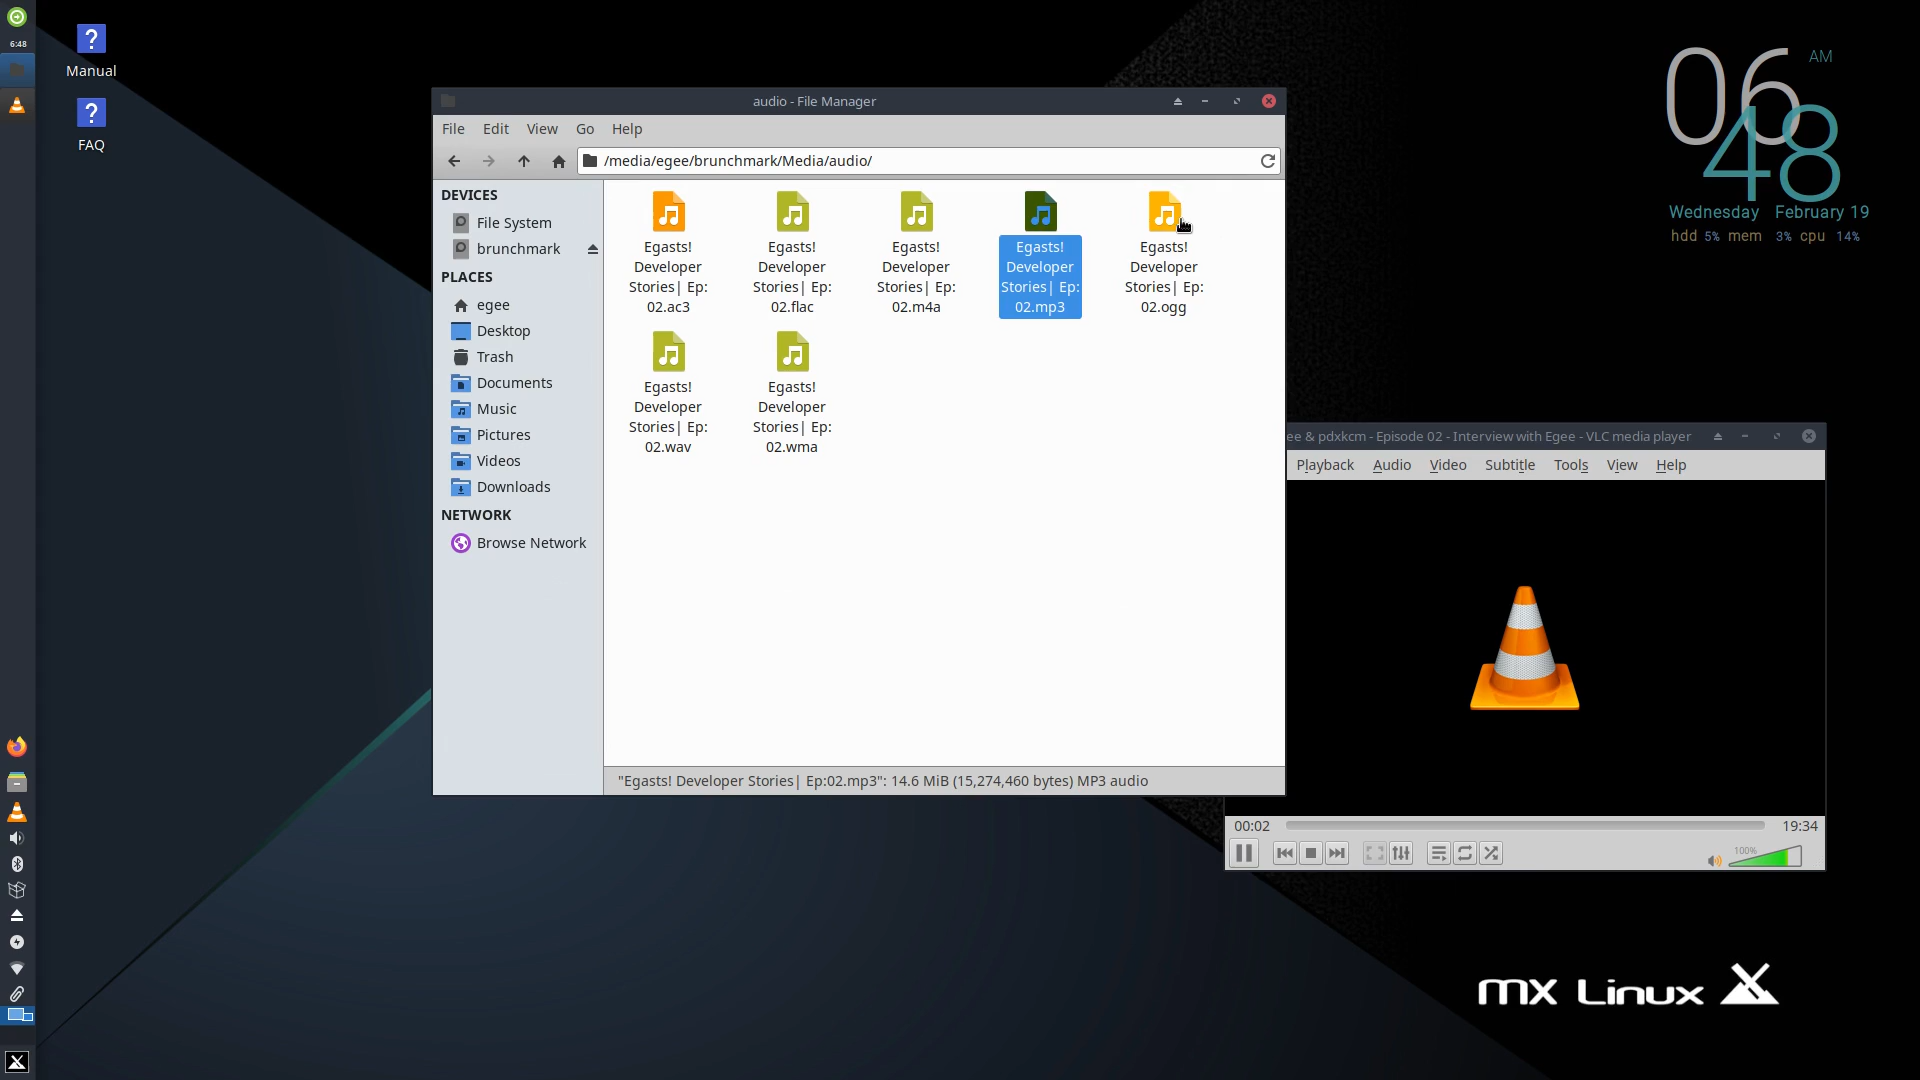 6:48
Manual
FAQ
06 AM
48
Wednesday February 19
hdd 5% mem 3% cpu 14%
audio - File Manager
File Edit View Go Help
/media/egee/brunchmark/Media/audio/
DEVICES
File System
brunchmark
PLACES
egee
Desktop
Trash
Documents
Music
Pictures
Videos
Downloads
NETWORK
Browse Network
Egasts!
Developer
Stories| Ep:
02.ac3
Egasts!
Developer
Stories| Ep:
02.flac
Egasts!
Developer
Stories| Ep:
02.m4a
Egasts!
Developer
Stories| Ep:
02.mp3
Egasts!
Developer
Stories| Ep:
02.ogg
Egasts!
Developer
Stories| Ep:
02.wav
Egasts!
Developer
Stories| Ep:
02.wma
"Egasts! Developer Stories| Ep:02.mp3": 14.6 MiB (15,274,460 bytes) MP3 audio
ee & pdxkcm - Episode 02 - Interview with Egee - VLC media player
Playback Audio Video Subtitle Tools View Help
00:02 19:34
100%
mx Linux